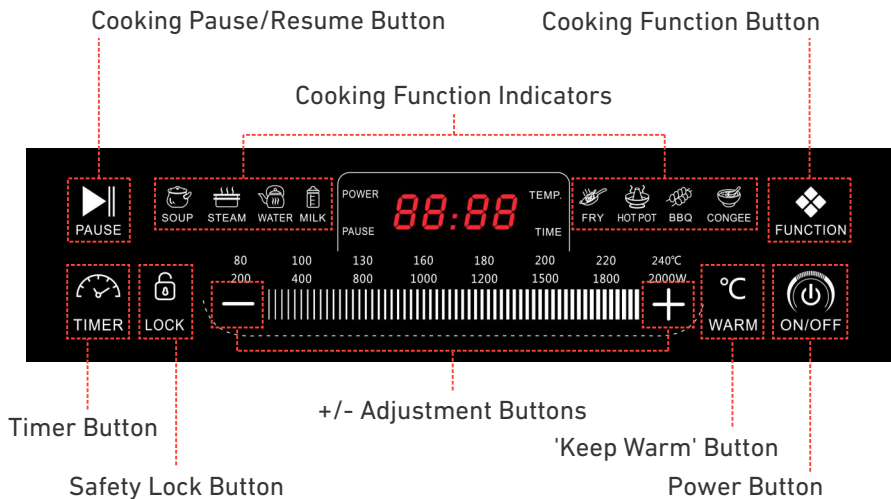 Cooking Pause/Resume Button
Cooking Function Button
Cooking Function Indicators
PAUSE
SOUP STEAM WATER MILK
POWER
PAUSE
88:88
TEMP.
TIME
FRY HOT POT BBQ CONGEE
FUNCTION
80 100 130 160 180 200 220 240℃
200 400 800 1000 1200 1500 1800 2000W
TIMER
LOCK
− +
℃
WARM
ON/OFF
+/- Adjustment Buttons
Timer Button
'Keep Warm' Button
Safety Lock Button
Power Button